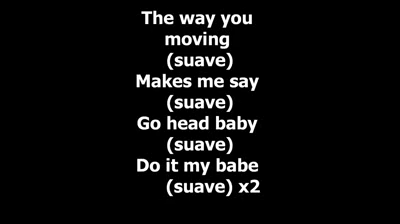 The way you
moving
(suave)
Makes me say
(suave)
Go head baby
(suave)
Do it my babe
(suave) x2